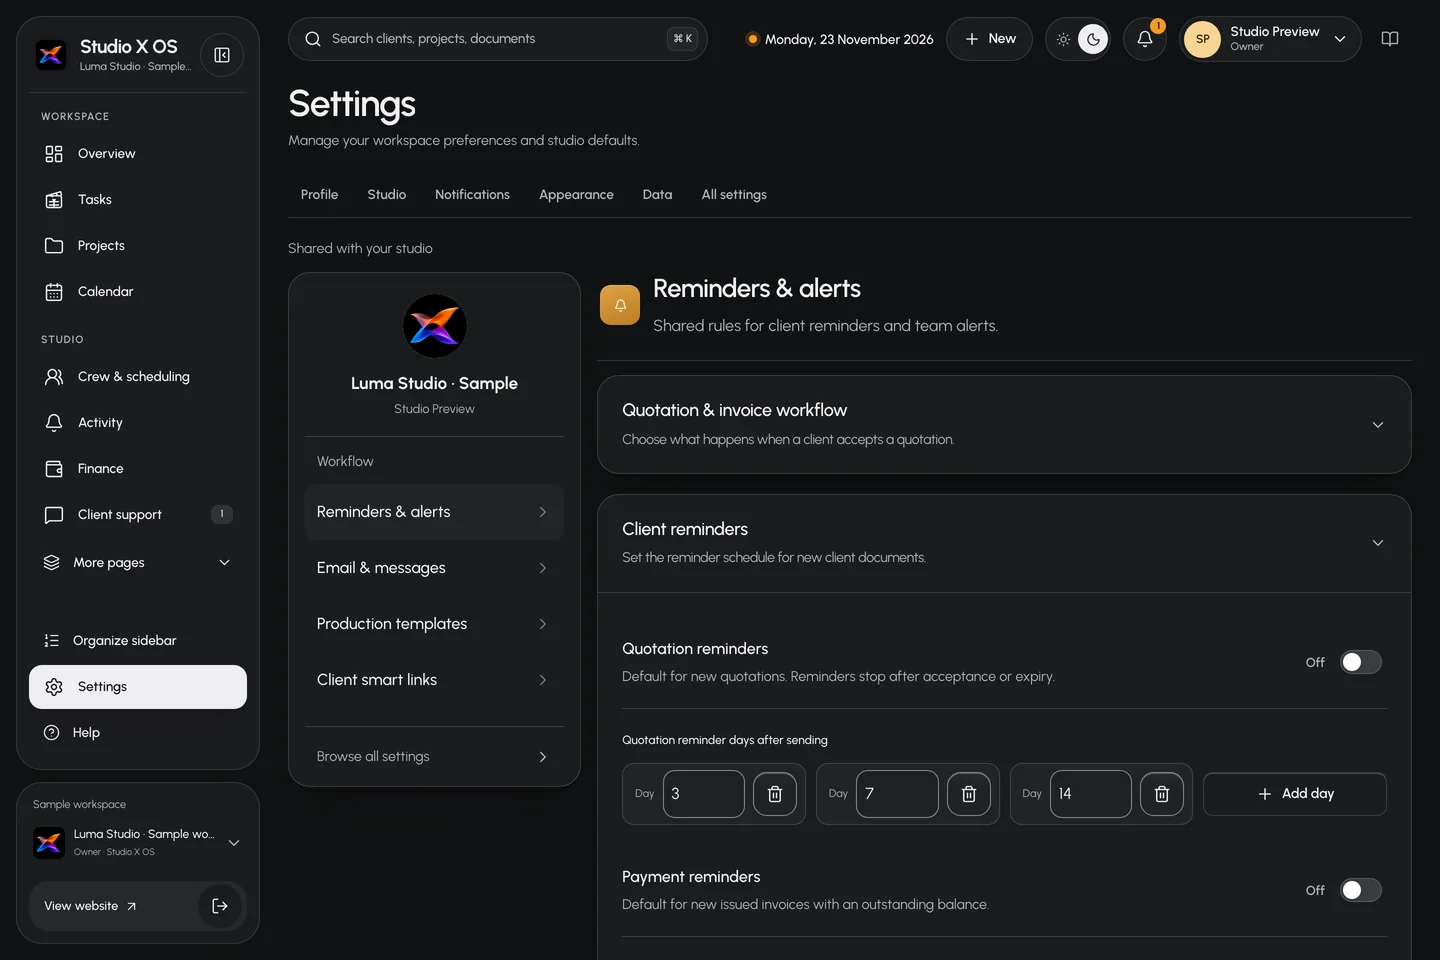 Studio X OS
Luma Studio · Sample...
WORKSPACE
Overview
Tasks
Projects
Calendar
STUDIO
Crew & scheduling
Activity
Finance
Client support
1
More pages
Organize sidebar
Settings
Help
Sample workspace
Luma Studio · Sample wo...
Owner · Studio X OS
View website
Search clients, projects, documents
⌘ K
Monday, 23 November 2026
New
1
SP
Studio Preview
Owner
Settings
Manage your workspace preferences and studio defaults.
Profile
Studio
Notifications
Appearance
Data
All settings
Shared with your studio
Luma Studio · Sample
Studio Preview
Workflow
Reminders & alerts
Email & messages
Production templates
Client smart links
Browse all settings
Reminders & alerts
Shared rules for client reminders and team alerts.
Quotation & invoice workflow
Choose what happens when a client accepts a quotation.
Client reminders
Set the reminder schedule for new client documents.
Quotation reminders
Default for new quotations. Reminders stop after acceptance or expiry.
Off
Quotation reminder days after sending
Day 3
Day 7
Day 14
Add day
Payment reminders
Default for new issued invoices with an outstanding balance.
Off